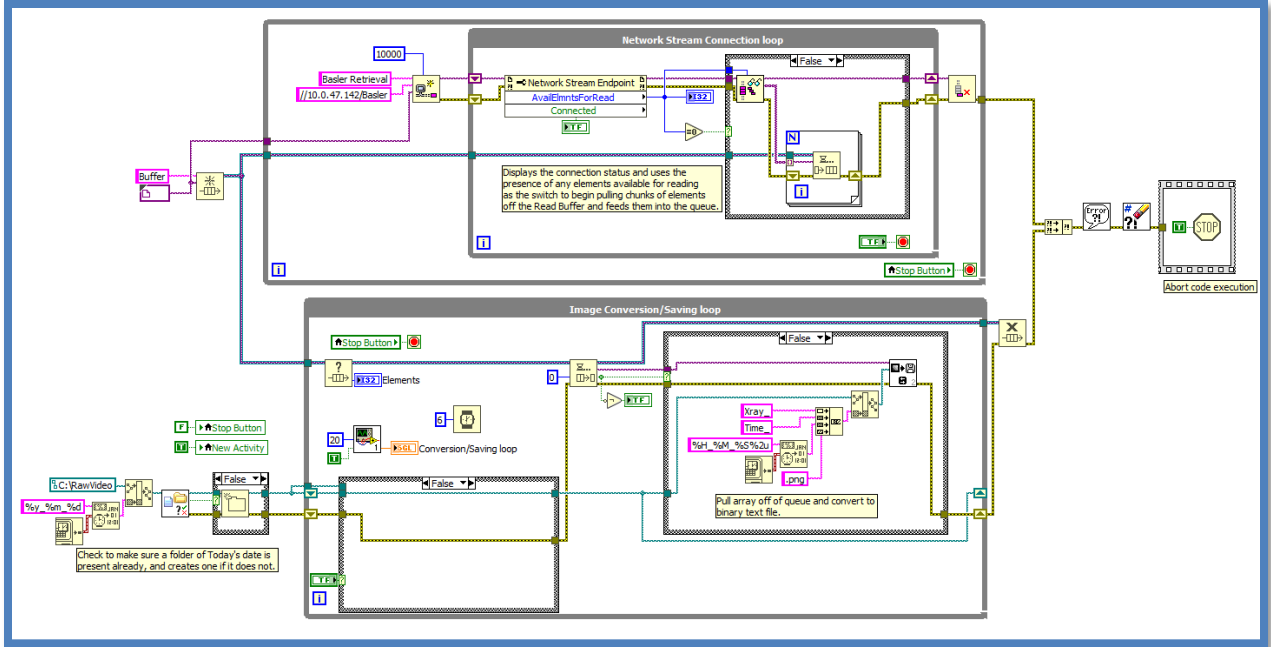 Network Stream Connection loop
10000
Basler Retrieval
//10.0.47.142/Basler
Network Stream Endpoint
AvailElmntsForRead
Connected
I32
TF
=0
False
N
i
Displays the connection status and uses the
presence of any elements available for reading
as the switch to begin pulling chunks of elements
off the Read Buffer and feeds them into the queue.
Buffer
TF
i
i
Stop Button
Error
?!
#
?!
T
STOP
Abort code execution
Image Conversion/Saving loop
Stop Button
?
I32
Elements
0
TF
False
2
6
20
T
1
SGL
Conversion/Saving loop
Xray_
Time_
%H_%M_%S%2u
.png
Pull array off of queue and convert to
binary text file.
F
Stop Button
T
New Activity
C:\RawVideo
%y_%m_%d
False
False
Check to make sure a folder of Today's date is
present already, and creates one if it does not.
TF
i